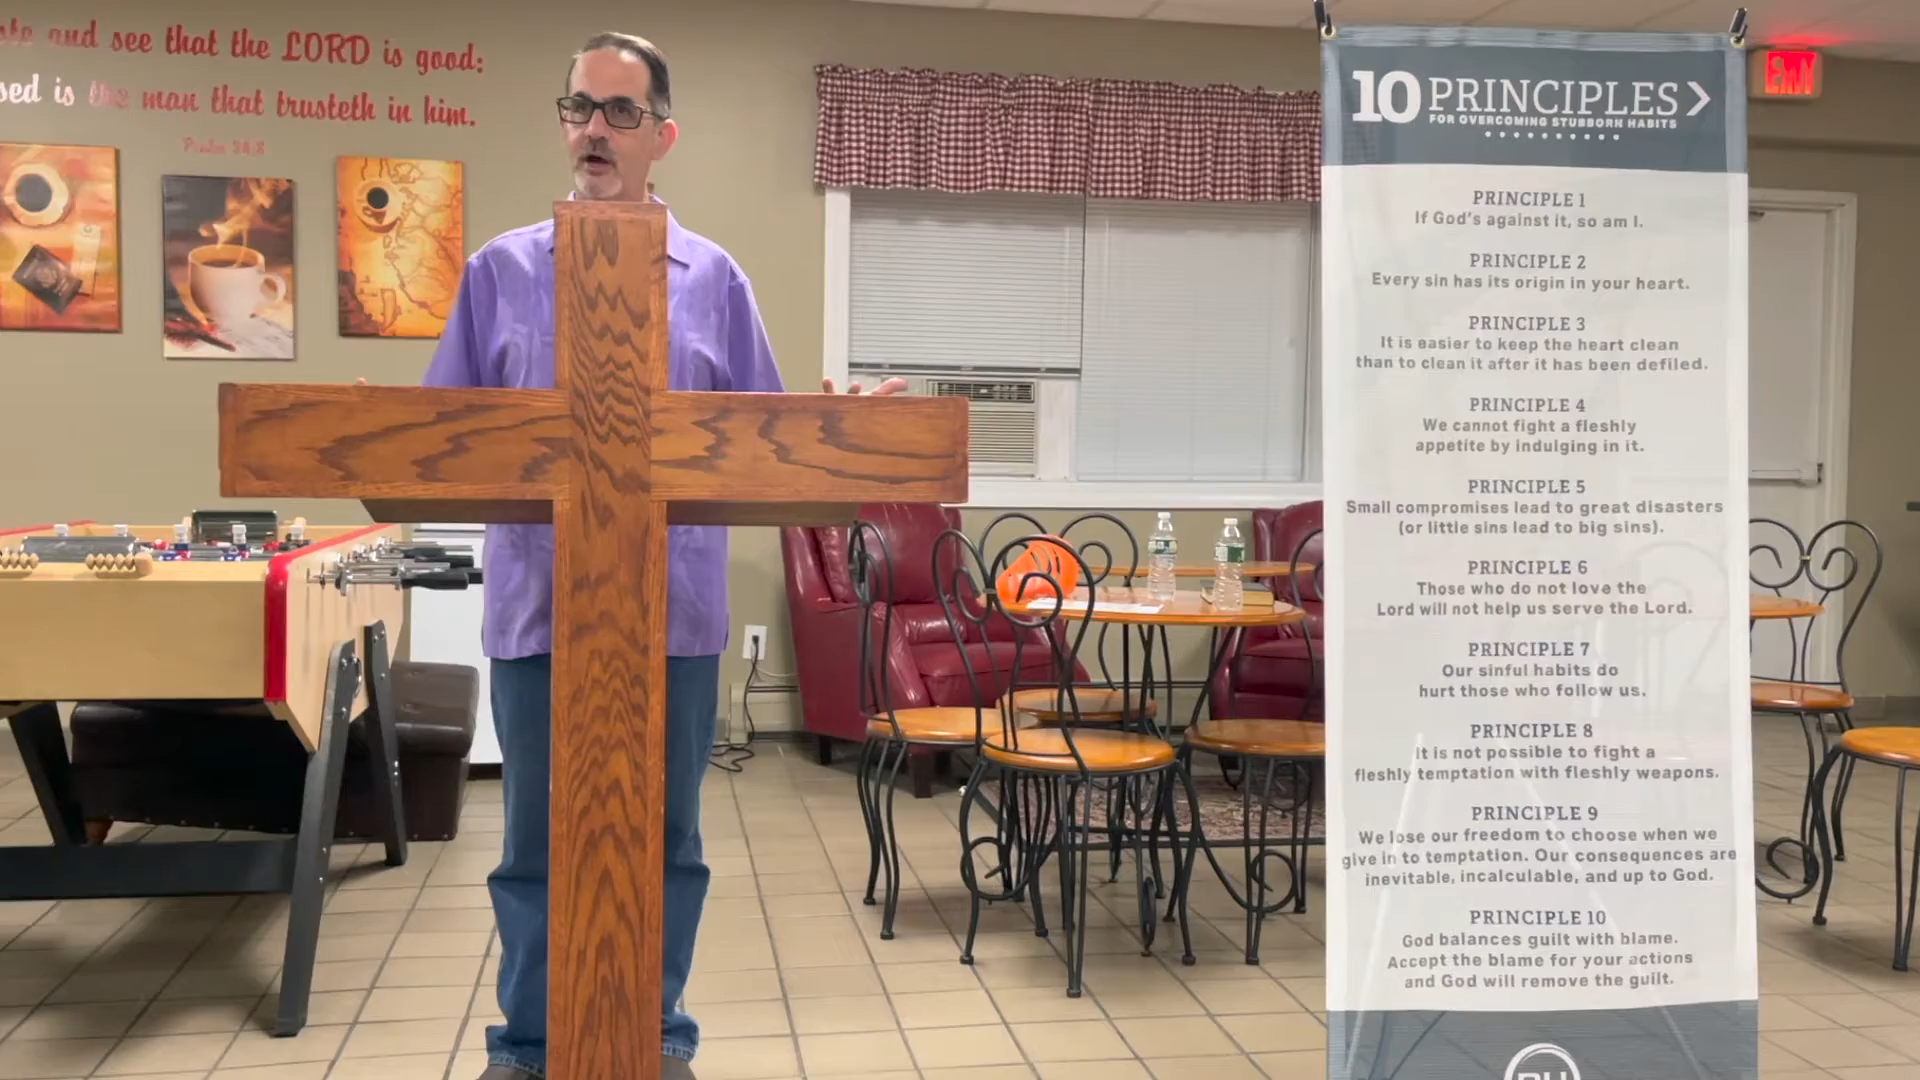 and see that the LORD is good:
is the man that trusteth in him.
Psalm 34:8
EXIT
10 PRINCIPLES
FOR OVERCOMING STUBBORN HABITS
PRINCIPLE 1
If God's against it, so am I.
PRINCIPLE 2
Every sin has its origin in your heart.
PRINCIPLE 3
It is easier to keep the heart clean
than to clean it after it has been defiled.
PRINCIPLE 4
We cannot fight a fleshly
appetite by indulging in it.
PRINCIPLE 5
Small compromises lead to great disasters
(or little sins lead to big sins).
PRINCIPLE 6
Those who do not love the
Lord will not help us serve the Lord.
PRINCIPLE 7
Our sinful habits do
hurt those who follow us.
PRINCIPLE 8
It is not possible to fight a
fleshly temptation with fleshly weapons.
PRINCIPLE 9
We lose our freedom to choose when we
give in to temptation. Our consequences are
inevitable, incalculable, and up to God.
PRINCIPLE 10
God balances guilt with blame.
Accept the blame for your actions
and God will remove the guilt.